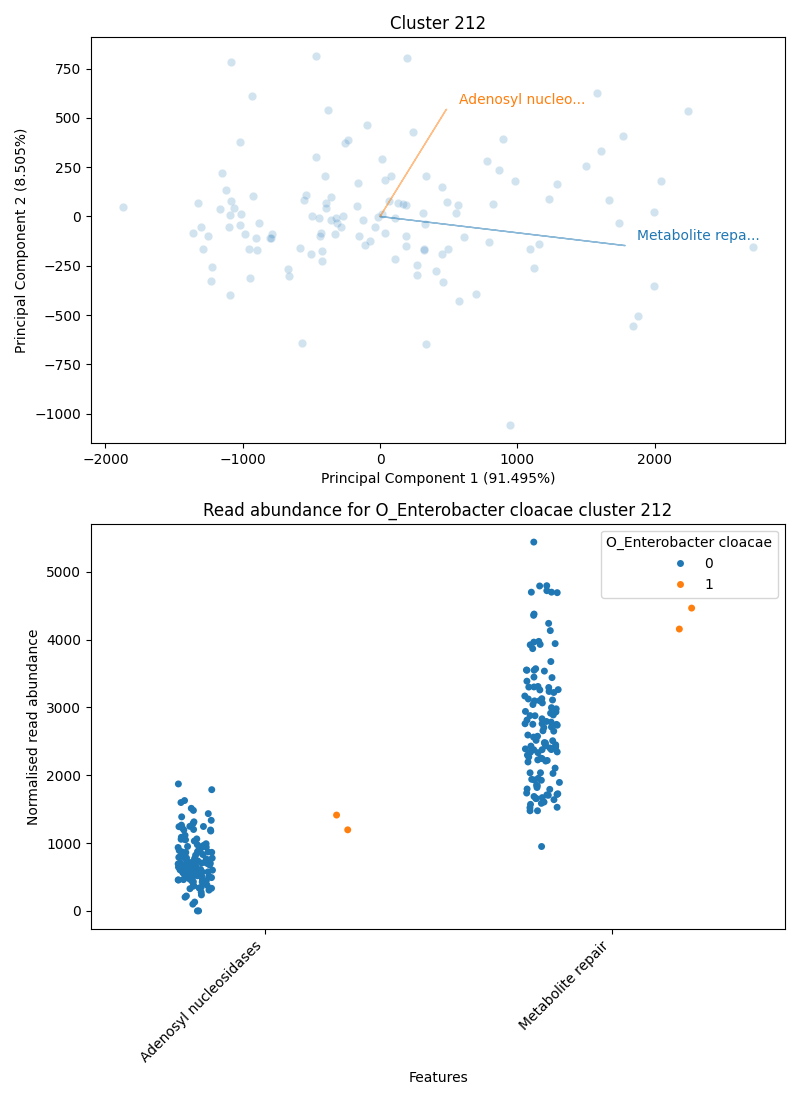 Cluster 212
750
500
250
0
−250
−500
−750
−1000
Principal Component 2 (8.505%)
Adenosyl nucleo...
Metabolite repa...
−2000
−1000
0
1000
2000
Principal Component 1 (91.495%)
Read abundance for O_Enterobacter cloacae cluster 212
5000
4000
3000
2000
1000
0
Normalised read abundance
O_Enterobacter cloacae
0
1
Adenosyl nucleosidases
Metabolite repair
Features